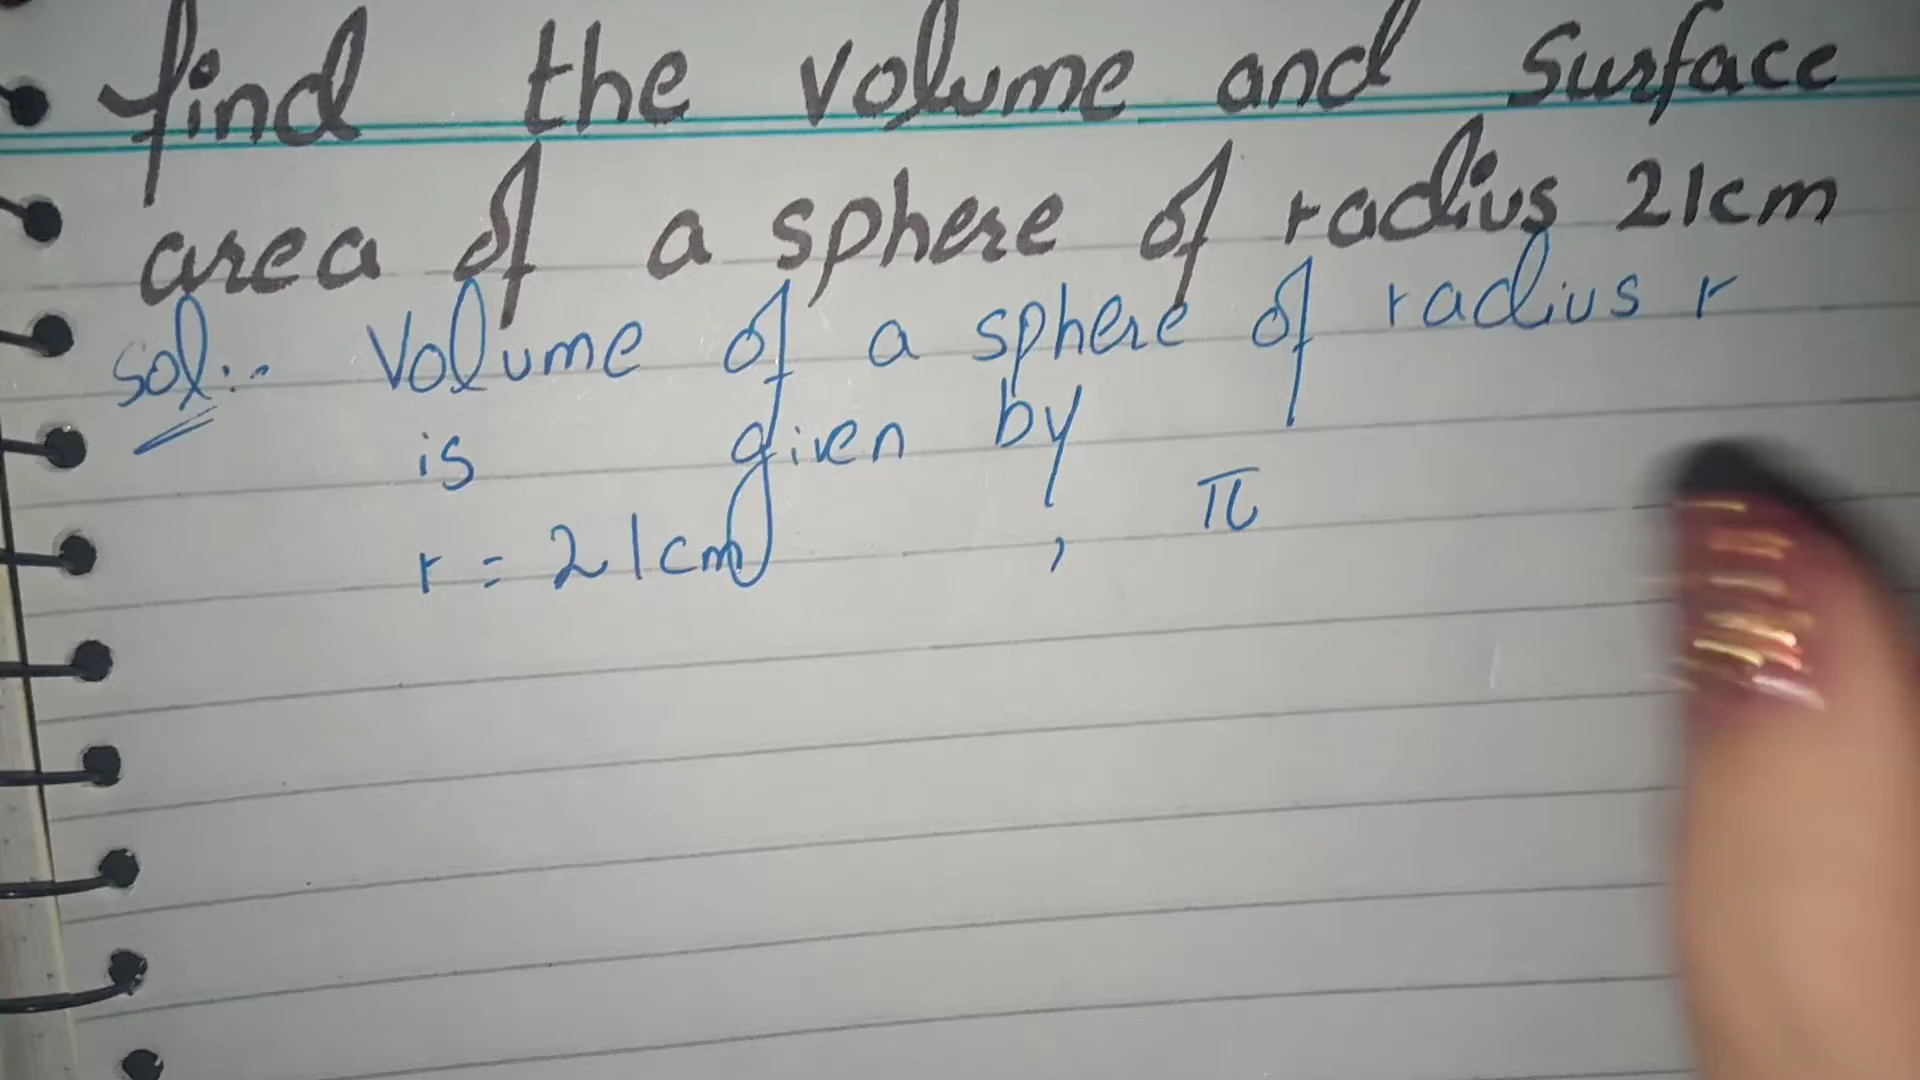 find the volume and Surface
area of a sphere of radius 21cm
sol:- Volume of a sphere of radius r
is given by
r = 21cm , π